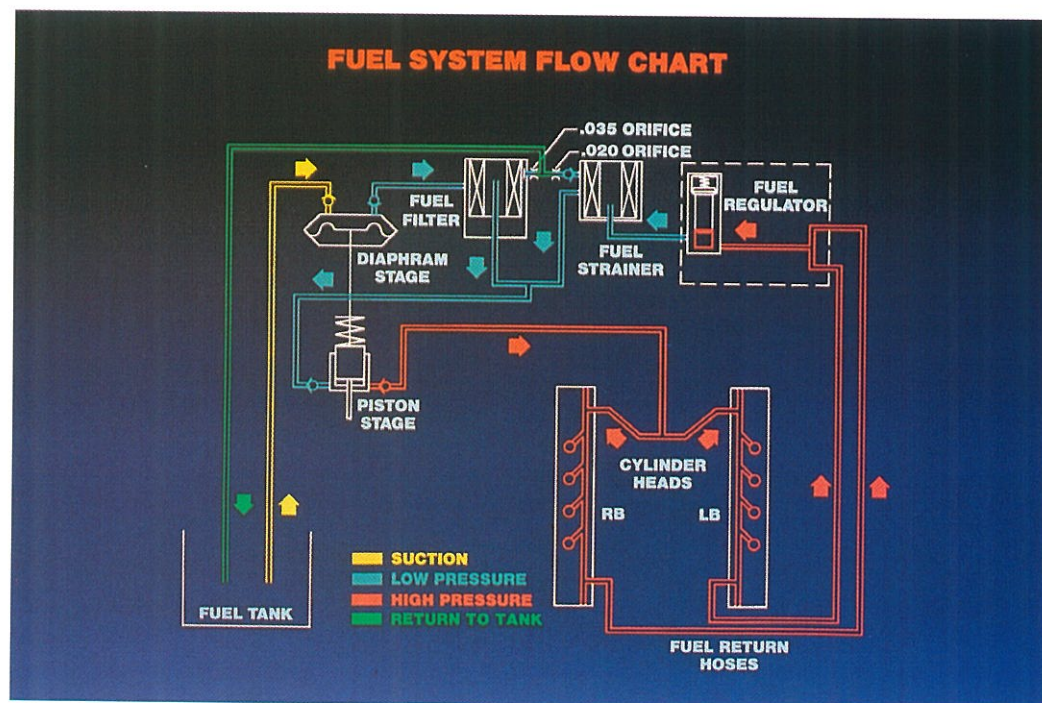 FUEL SYSTEM FLOW CHART
.035 ORIFICE
.020 ORIFICE
FUEL
FILTER
FUEL
REGULATOR
DIAPHRAM
STAGE
FUEL
STRAINER
PISTON
STAGE
CYLINDER
HEADS
RB
LB
SUCTION
LOW PRESSURE
HIGH PRESSURE
RETURN TO TANK
FUEL TANK
FUEL RETURN
HOSES